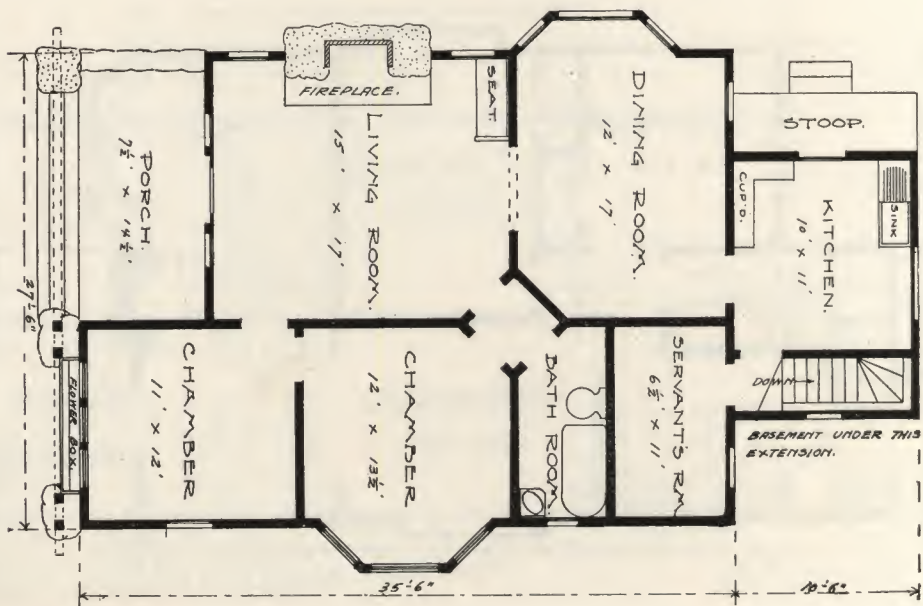 FIREPLACE.
SEAT
LIVING ROOM.
15' × 17'
DINING ROOM.
12' × 17'
STOOP.
CUP'D.
KITCHEN
10' × 11'
SINK
PORCH.
7½' × 14½'
27'-6"
CHAMBER
11' × 12'
FLOWER BOX
CHAMBER
12' × 13½'
BATH ROOM
SERVANT'S RM
6½' × 11'
DOWN
BASEMENT UNDER THIS
EXTENSION.
35'-6"
10'-6"